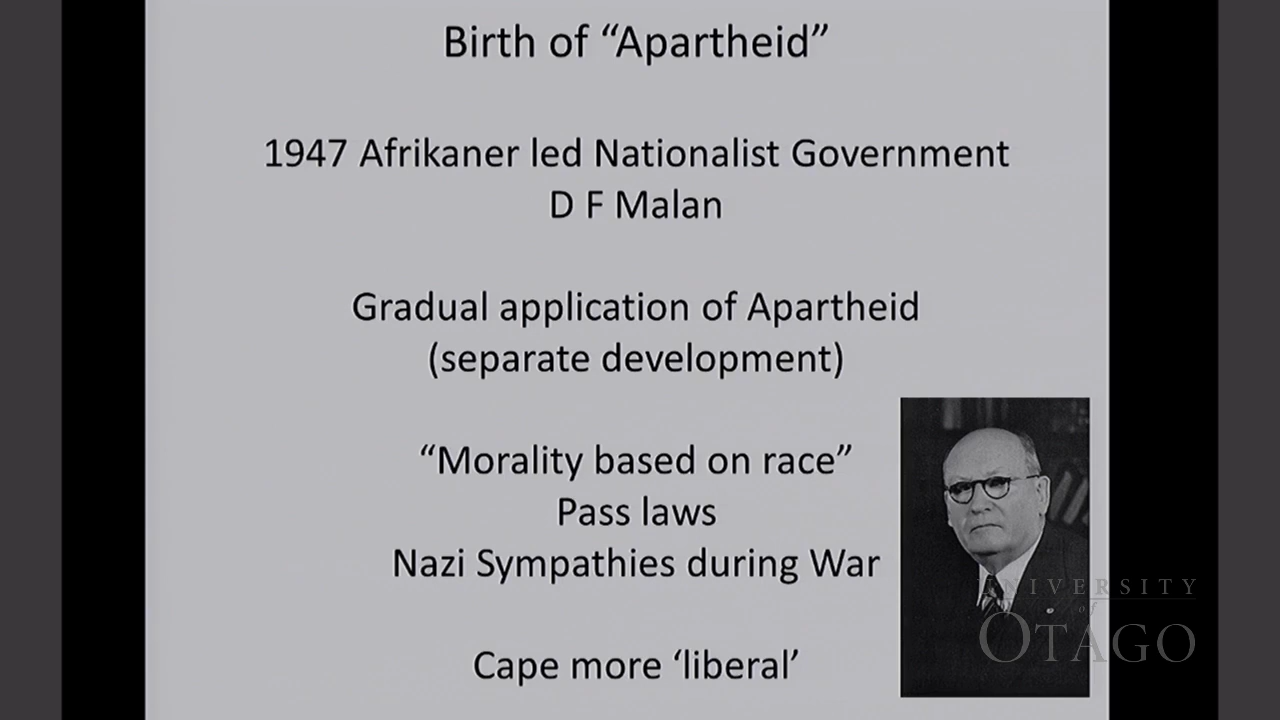 Birth of “Apartheid”
1947 Afrikaner led Nationalist Government
D F Malan
Gradual application of Apartheid
(separate development)
“Morality based on race”
Pass laws
Nazi Sympathies during War
Cape more ‘liberal’
UNIVERSITY
of
OTAGO